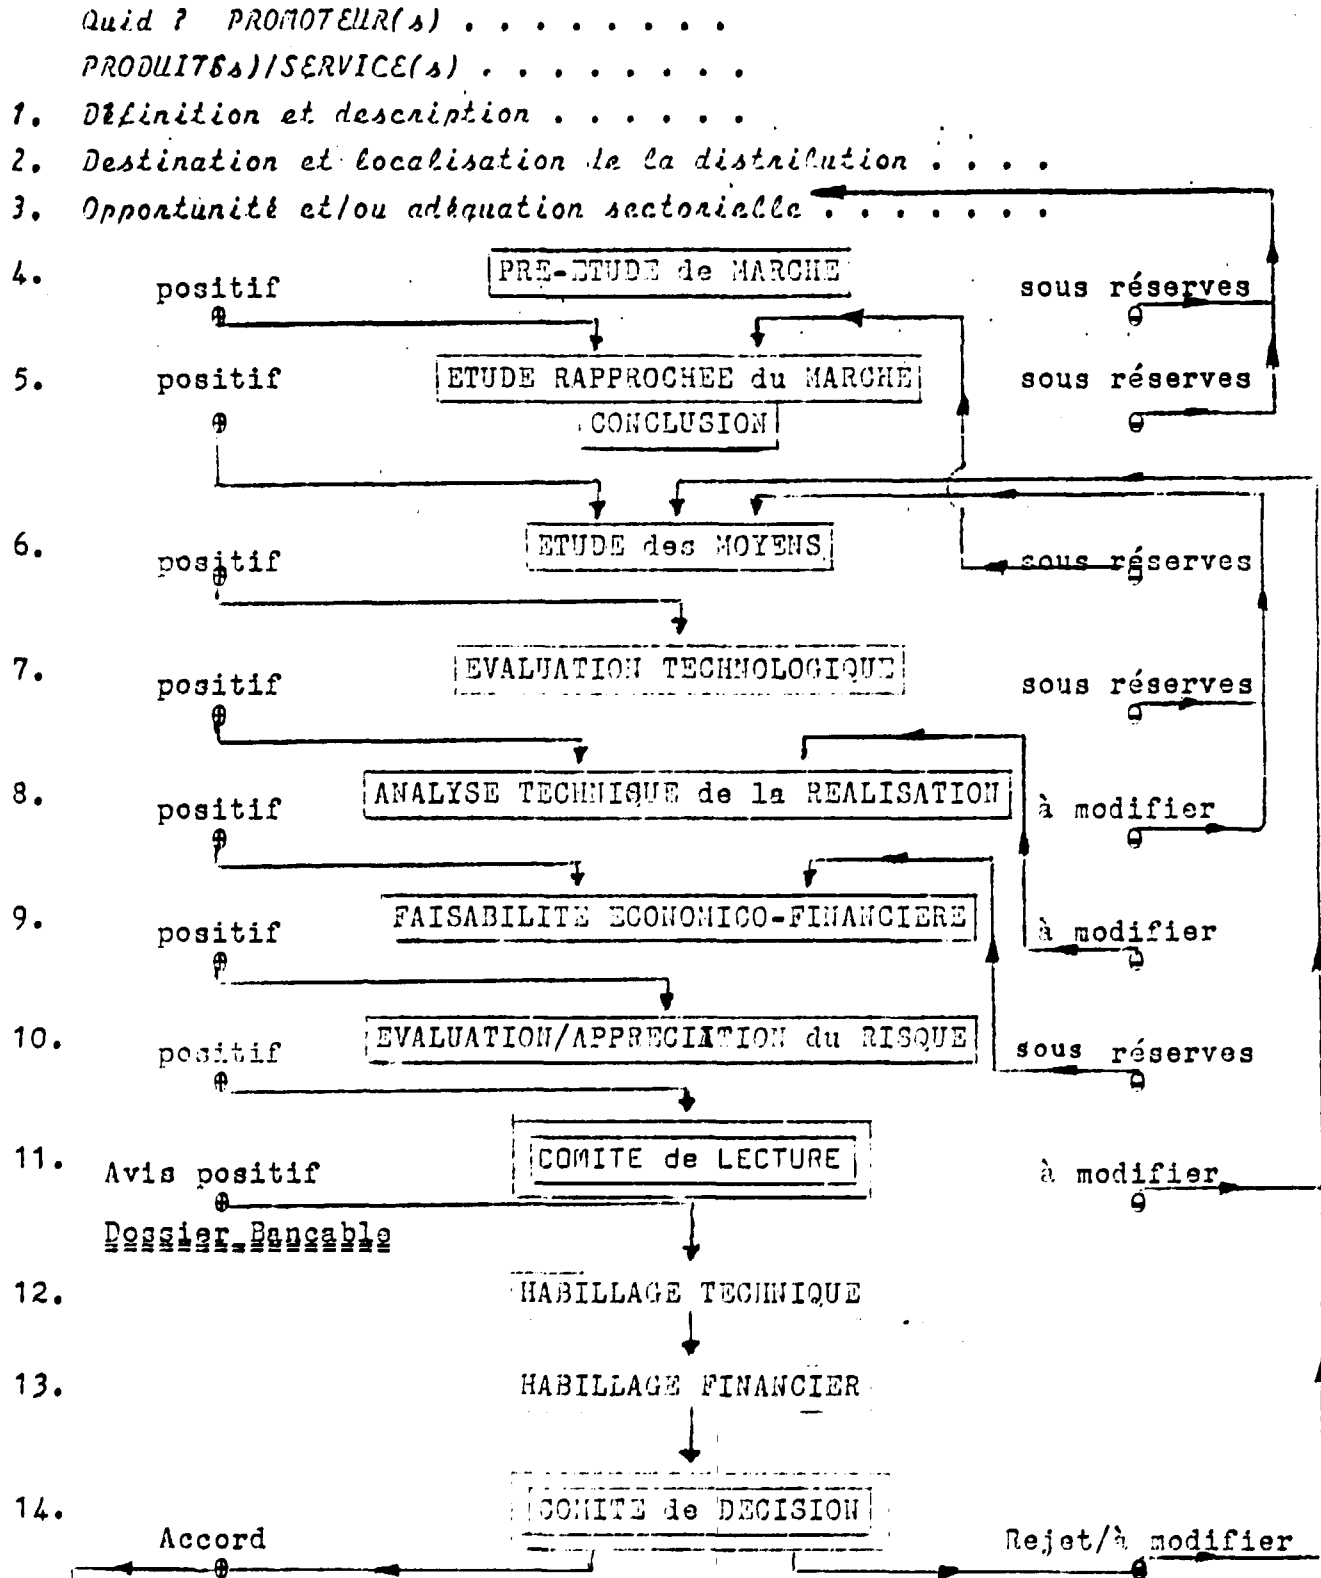 Quid ? PROMOTEUR(s) . . . . . . . .
PRODUITES)/SERVICE(s) . . . . . . . .
1. Définition et description . . . . . .
2. Destination et localisation de la distribution . . . .
3. Opportunité et/ou adéquation sectorielle . . . . . . .
4. positif PRE-ETUDE de MARCHE sous réserves
5. positif ETUDE RAPPROCHEE du MARCHE sous réserves
CONCLUSION
6. positif ETUDE des MOYENS sous réserves
7. positif EVALUATION TECHNOLOGIQUE sous réserves
8. positif ANALYSE TECHNIQUE de la REALISATION à modifier
9. positif FAISABILITE ECONOMICO-FINANCIERE à modifier
10. positif EVALUATION/APPRECIATION du RISQUE sous réserves
11. Avis positif COMITE de LECTURE à modifier
Dossier Bancable
12. HABILLAGE TECHNIQUE
13. HABILLAGE FINANCIER
14. COMITE de DECISION
Accord Rejet/à modifier